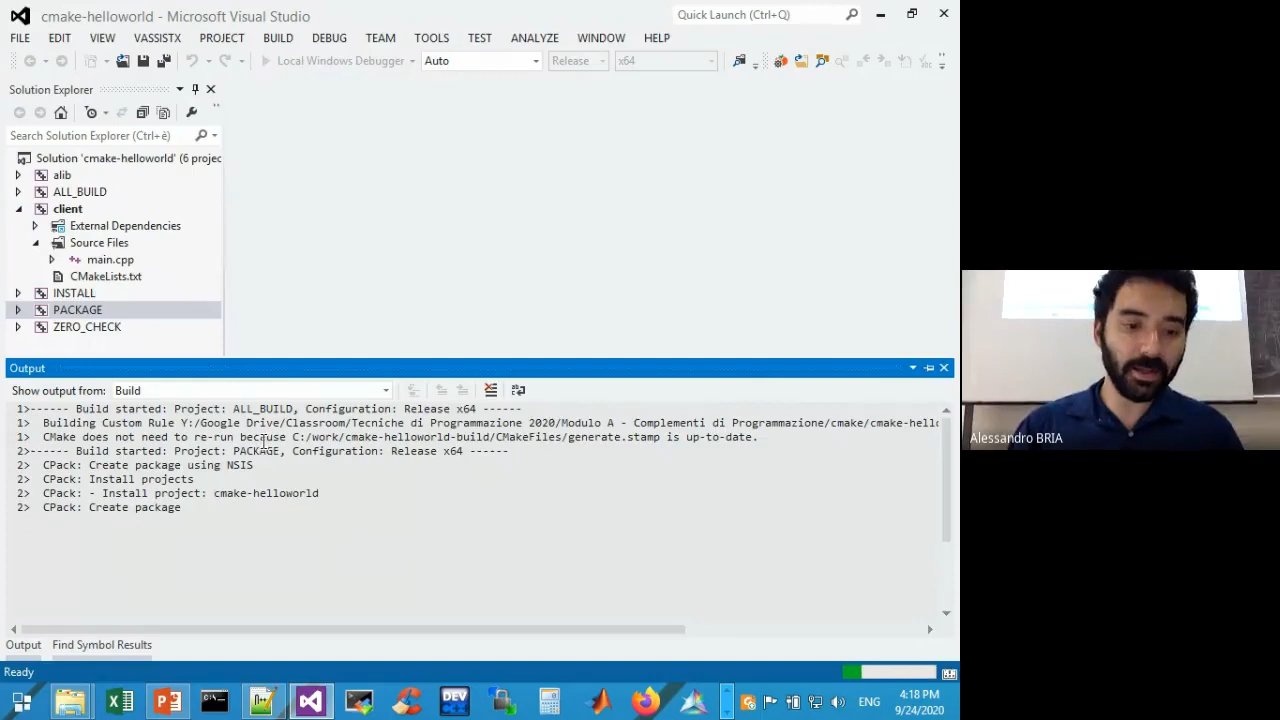 cmake-helloworld - Microsoft Visual Studio
Quick Launch (Ctrl+Q)
FILE EDIT VIEW VASSISTX PROJECT BUILD DEBUG TEAM TOOLS TEST ANALYZE WINDOW HELP
Local Windows Debugger Auto Release x64
Solution Explorer
Search Solution Explorer (Ctrl+è)
Solution 'cmake-helloworld' (6 projec
alib
ALL_BUILD
client
External Dependencies
Source Files
main.cpp
CMakeLists.txt
INSTALL
PACKAGE
ZERO_CHECK
Output
Show output from: Build
1>------ Build started: Project: ALL_BUILD, Configuration: Release x64 ------
1> Building Custom Rule Y:/Google Drive/Classroom/Tecniche di Programmazione 2020/Modulo A - Complementi di Programmazione/cmake/cmake-hello
1> CMake does not need to re-run because C:/work/cmake-helloworld-build/CMakeFiles/generate.stamp is up-to-date.
2>------ Build started: Project: PACKAGE, Configuration: Release x64 ------
2> CPack: Create package using NSIS
2> CPack: Install projects
2> CPack: - Install project: cmake-helloworld
2> CPack: Create package
Output Find Symbol Results
Ready
DEV
ENG
4:18 PM
9/24/2020
Alessandro BRIA